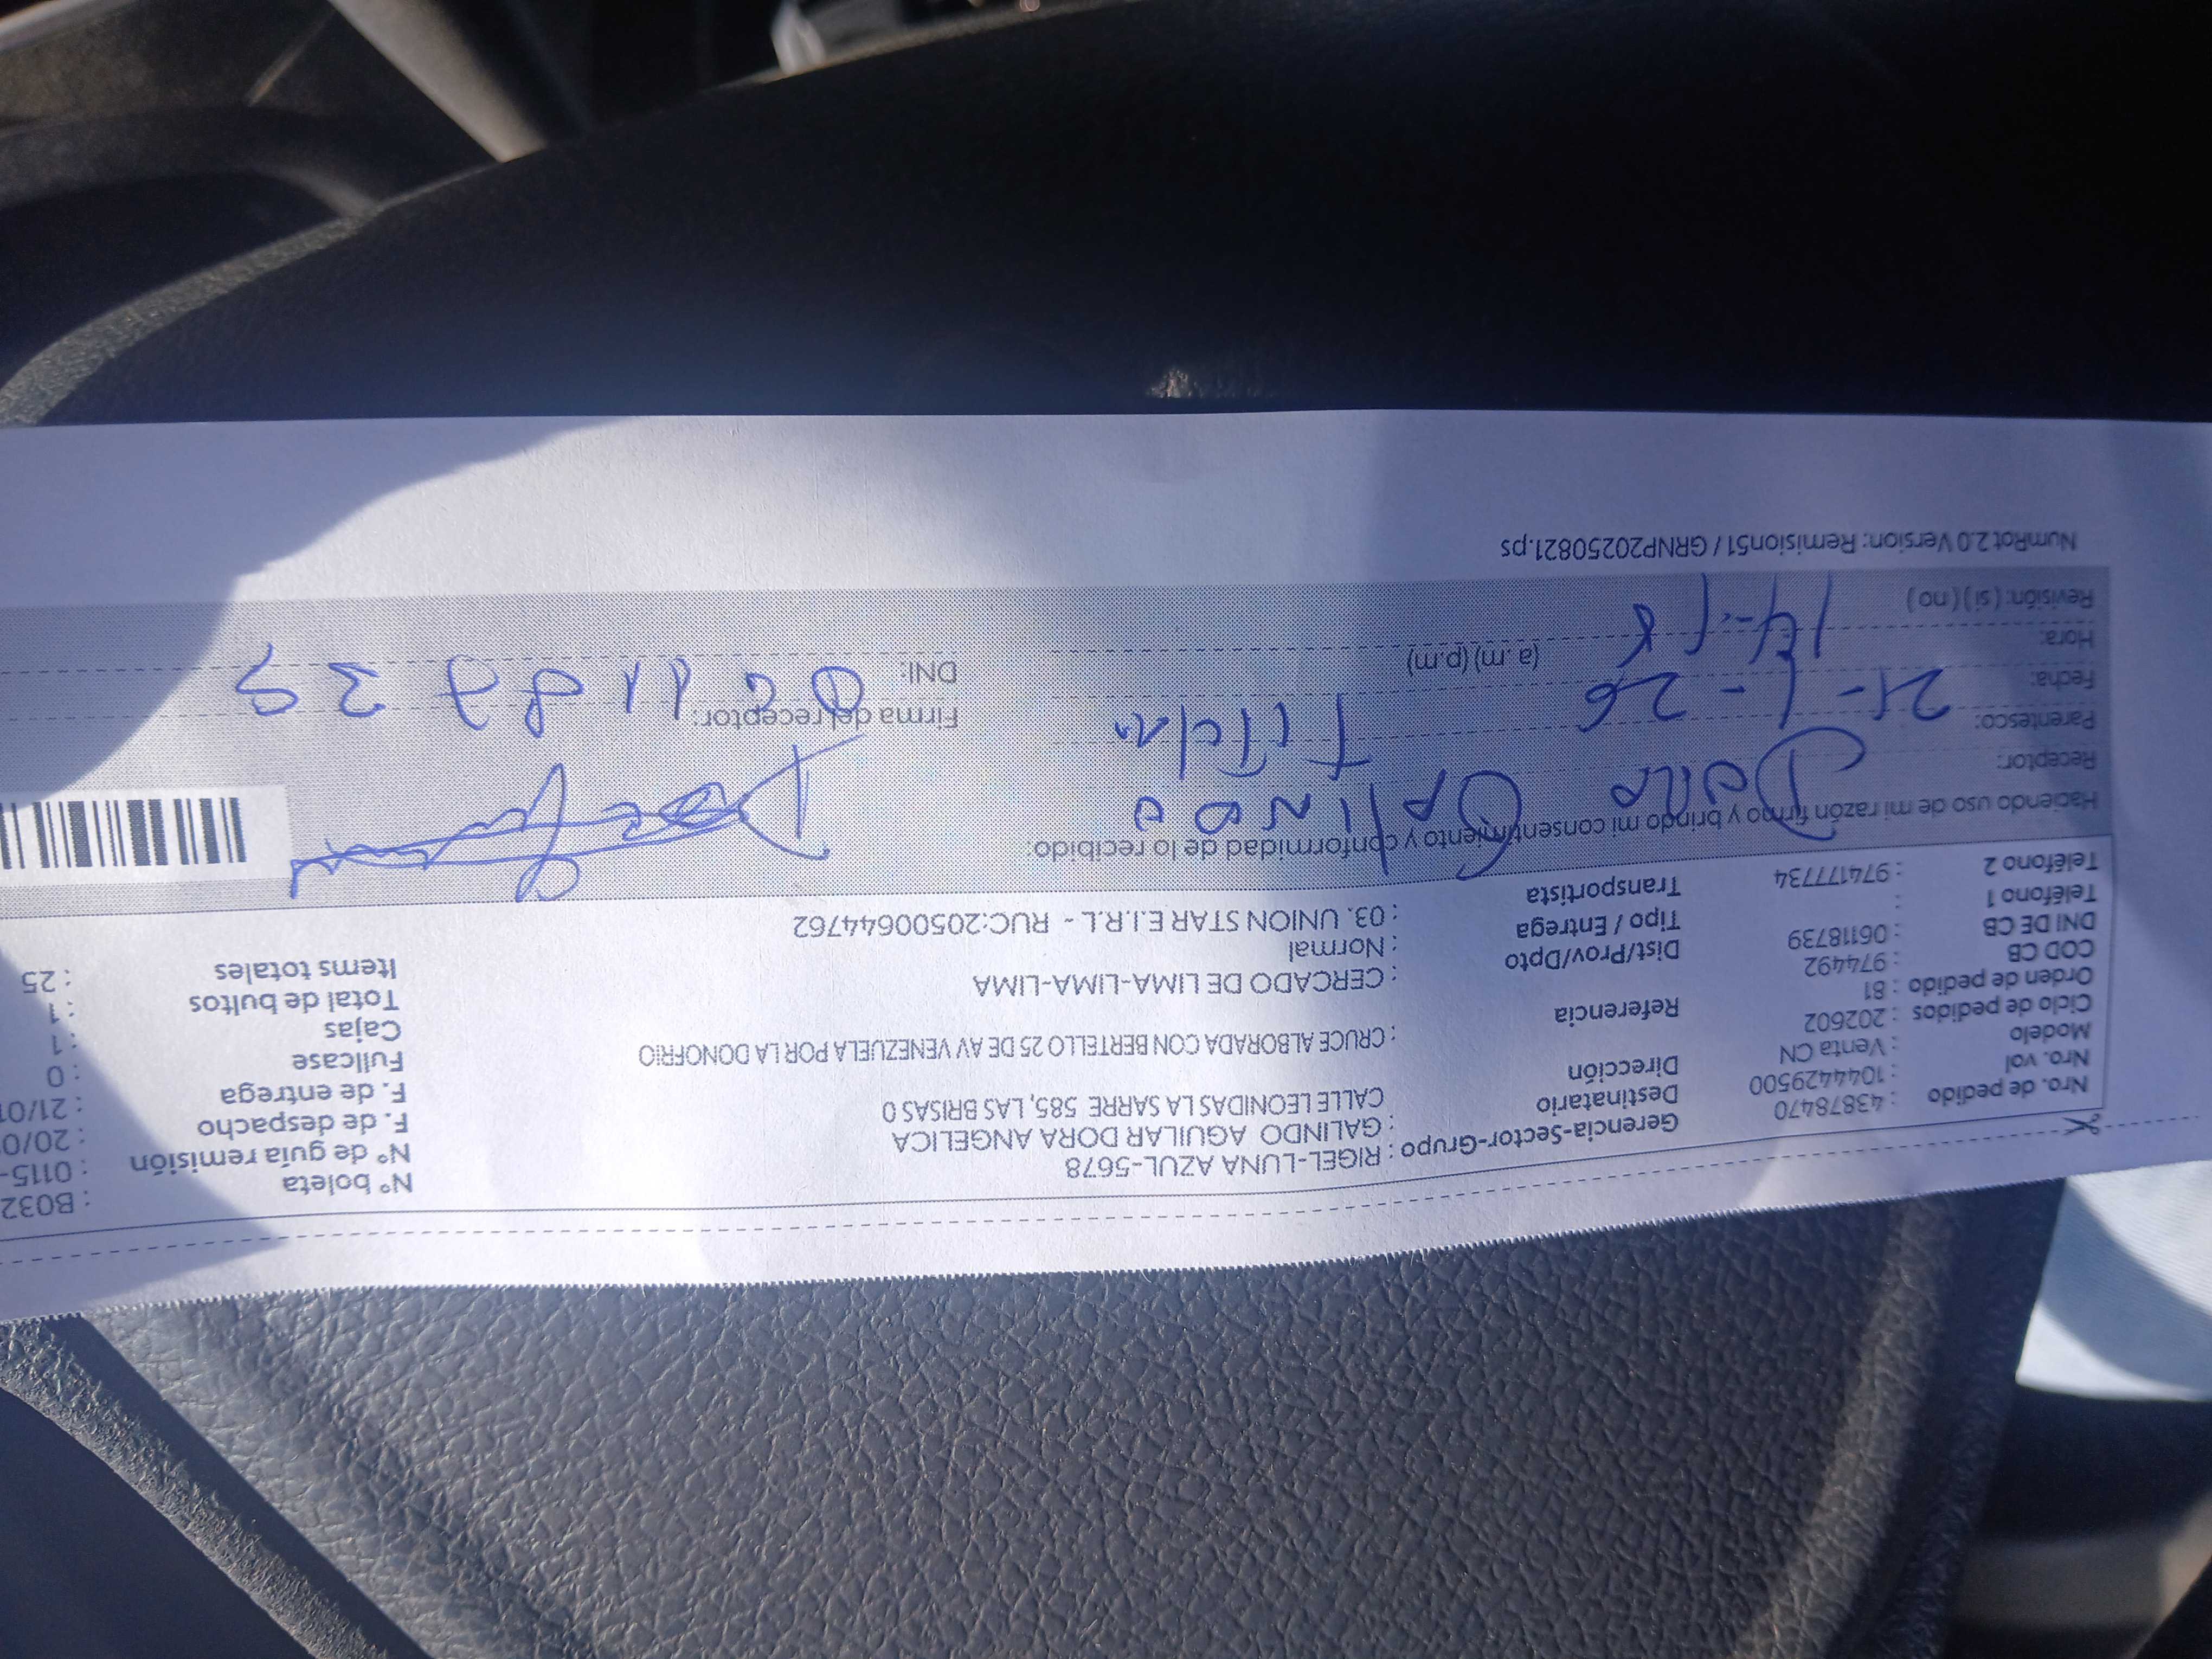 Nro. de pedido : 43878470
Nro. vol : 1044429500
Modelo : Venta CN
Ciclo de pedidos : 202602
Orden de pedido : 81
COD CB : 974492
DNI DE CB : 06118739
Teléfono 1 :
Teléfono 2 : 974177734
Gerencia-Sector-Grupo : RIGEL-LUNA AZUL-5678
Destinatario : GALINDO AGUILAR DORA ANGELICA
Dirección CALLE LEONIDAS LA SARRE 585, LAS BRISAS 0
Referencia : CRUCE ALBORADA CON BERTELLO 25 DE AV VENEZUELA POR LA DONOFRIO
Dist/Prov/Dpto : CERCADO DE LIMA-LIMA-LIMA
Tipo / Entrega : Normal
Transportista : 03. UNION STAR E.I.R.L - RUC:20500644762
N° boleta : B032
N° de guía remisión : 0115-
F. de despacho : 20/0
F. de entrega : 21/01
Fullcase : 0
Cajas : 1
Total de bultos : 1
Items totales : 25
Haciendo uso de mi razón firmo y brindo mi consentimiento y conformidad de lo recibido:
Receptor: Dora Galindo
Parentesco: Titular
Fecha: 21-1-26
Hora: 14-18 (a.m) (p.m)
Revisión: ( si ) ( no )
Firma del receptor:
DNI: 06118739
NumRot 2.0 Version: Remision51 / GRNP20250821.ps